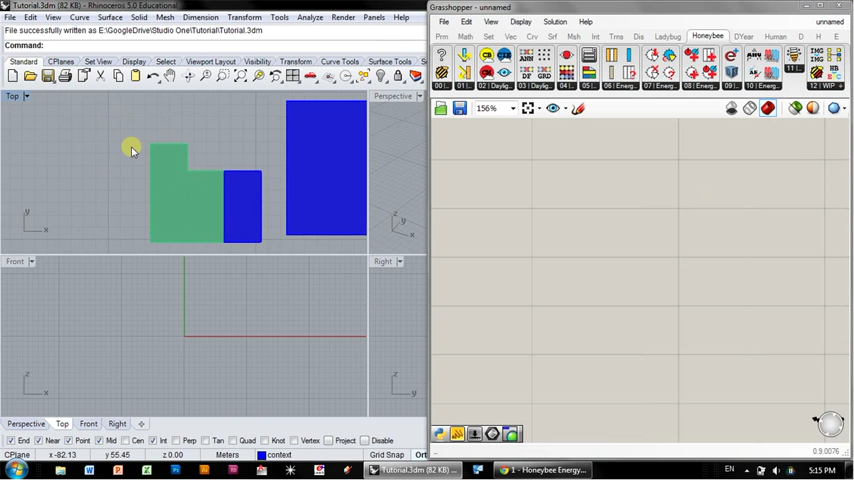 Tutorial.3dm (82 KB) - Rhinoceros 5.0 Educational
File Edit View Curve Surface Solid Mesh Dimension Transform Tools Analyze Render Panels Help
File successfully written as E:\GoogleDrive\Studio One\Tutorial\Tutorial.3dm
Command:
Standard CPlanes Set View Display Select Viewport Layout Visibility Transform Curve Tools Surface Tools
Top
Perspective
Front
Right
Perspective Top Front Right
End Near Point Mid Cen Int Perp Tan Quad Knot Vertex Project Disable
CPlane x -82.13 y 55.45 z 0.00 Meters context Grid Snap
Grasshopper - unnamed
File Edit View Display Solution Help unnamed
Prm Math Set Vec Crv Srf Msh Int Trns Dis Ladybug Honeybee DYear Human D H E
156%
0.9.0076
Tutorial.3dm (82 KB) ... 1 - Honeybee Energy... EN 5:15 PM